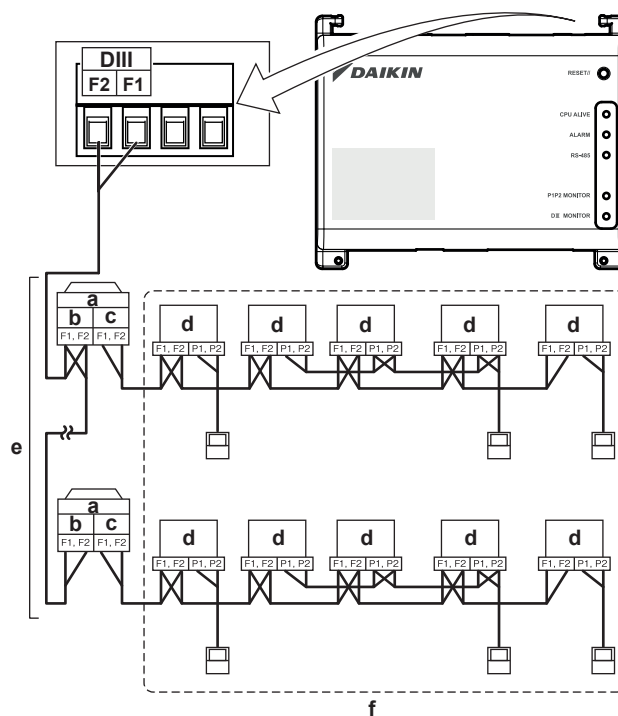 DIII
F2 F1
DAIKIN
RESET/I
CPU ALIVE
ALARM
RS-485
P1P2 MONITOR
DIII MONITOR
a
b c
F1, F2 F1, F2
d d d d d
F1, F2 P1, P2 F1, F2 P1, P2 F1, F2 P1, P2 F1, F2 P1, P2 F1, F2 P1, P2
e
a
b c
F1, F2 F1, F2
d d d d d
F1, F2 P1, P2 F1, F2 P1, P2 F1, F2 P1, P2 F1, F2 P1, P2 F1, F2 P1, P2
f